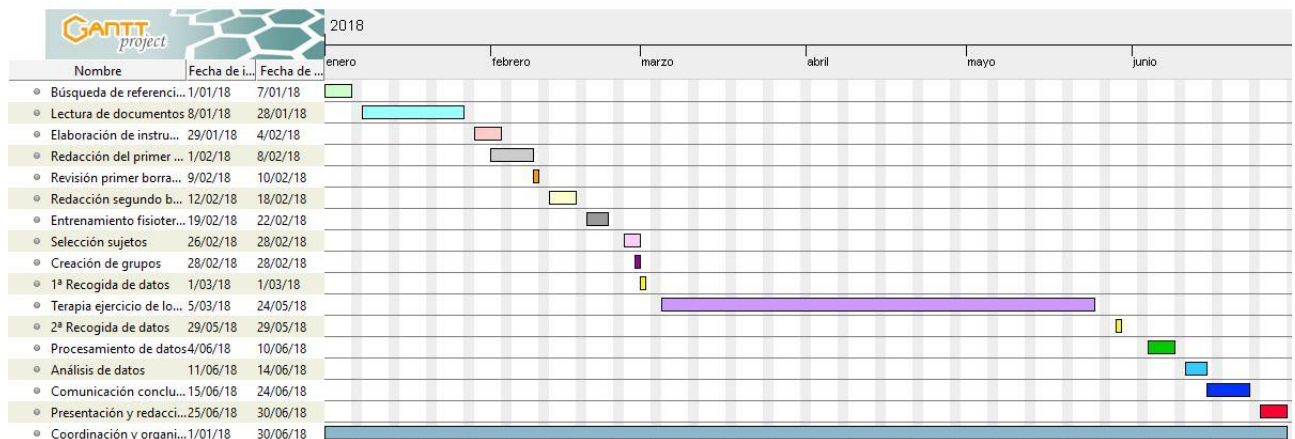 GANTT project
2018
enero febrero marzo abril mayo junio
Nombre Fecha de i... Fecha de ...
Búsqueda de referenci... 1/01/18 7/01/18
Lectura de documentos 8/01/18 28/01/18
Elaboración de instru... 29/01/18 4/02/18
Redacción del primer ... 1/02/18 8/02/18
Revisión primer borra... 9/02/18 10/02/18
Redacción segundo b... 12/02/18 18/02/18
Entrenamiento fisioter... 19/02/18 22/02/18
Selección sujetos 26/02/18 28/02/18
Creación de grupos 28/02/18 28/02/18
1ª Recogida de datos 1/03/18 1/03/18
Terapia ejercicio de lo... 5/03/18 24/05/18
2ª Recogida de datos 29/05/18 29/05/18
Procesamiento de datos 4/06/18 10/06/18
Análisis de datos 11/06/18 14/06/18
Comunicación conclu... 15/06/18 24/06/18
Presentación y redacci... 25/06/18 30/06/18
Coordinación y organi... 1/01/18 30/06/18